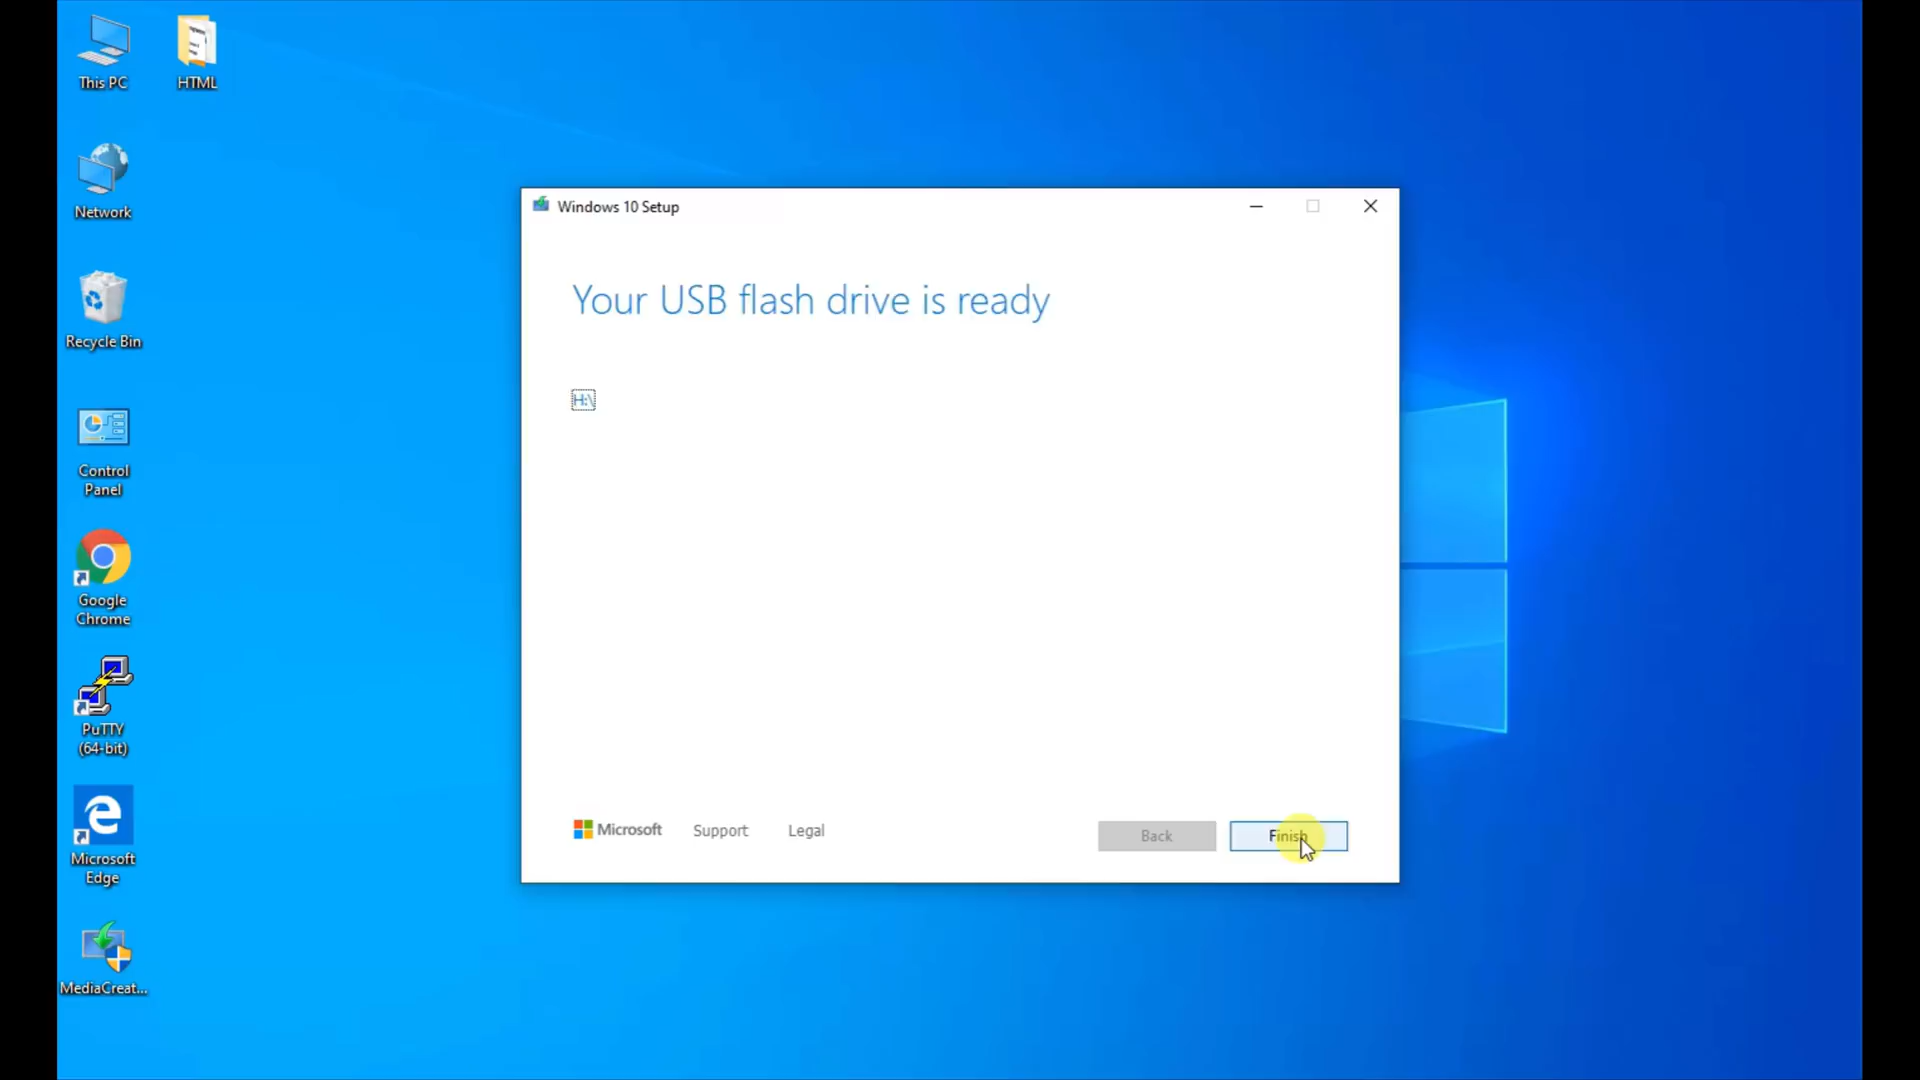 This PC
HTML
Network
Recycle Bin
Control
Panel
Google
Chrome
PuTTY
(64-bit)
Microsoft
Edge
MediaCreat...
Windows 10 Setup
Your USB flash drive is ready
H:\
Microsoft
Support
Legal
Back
Finish